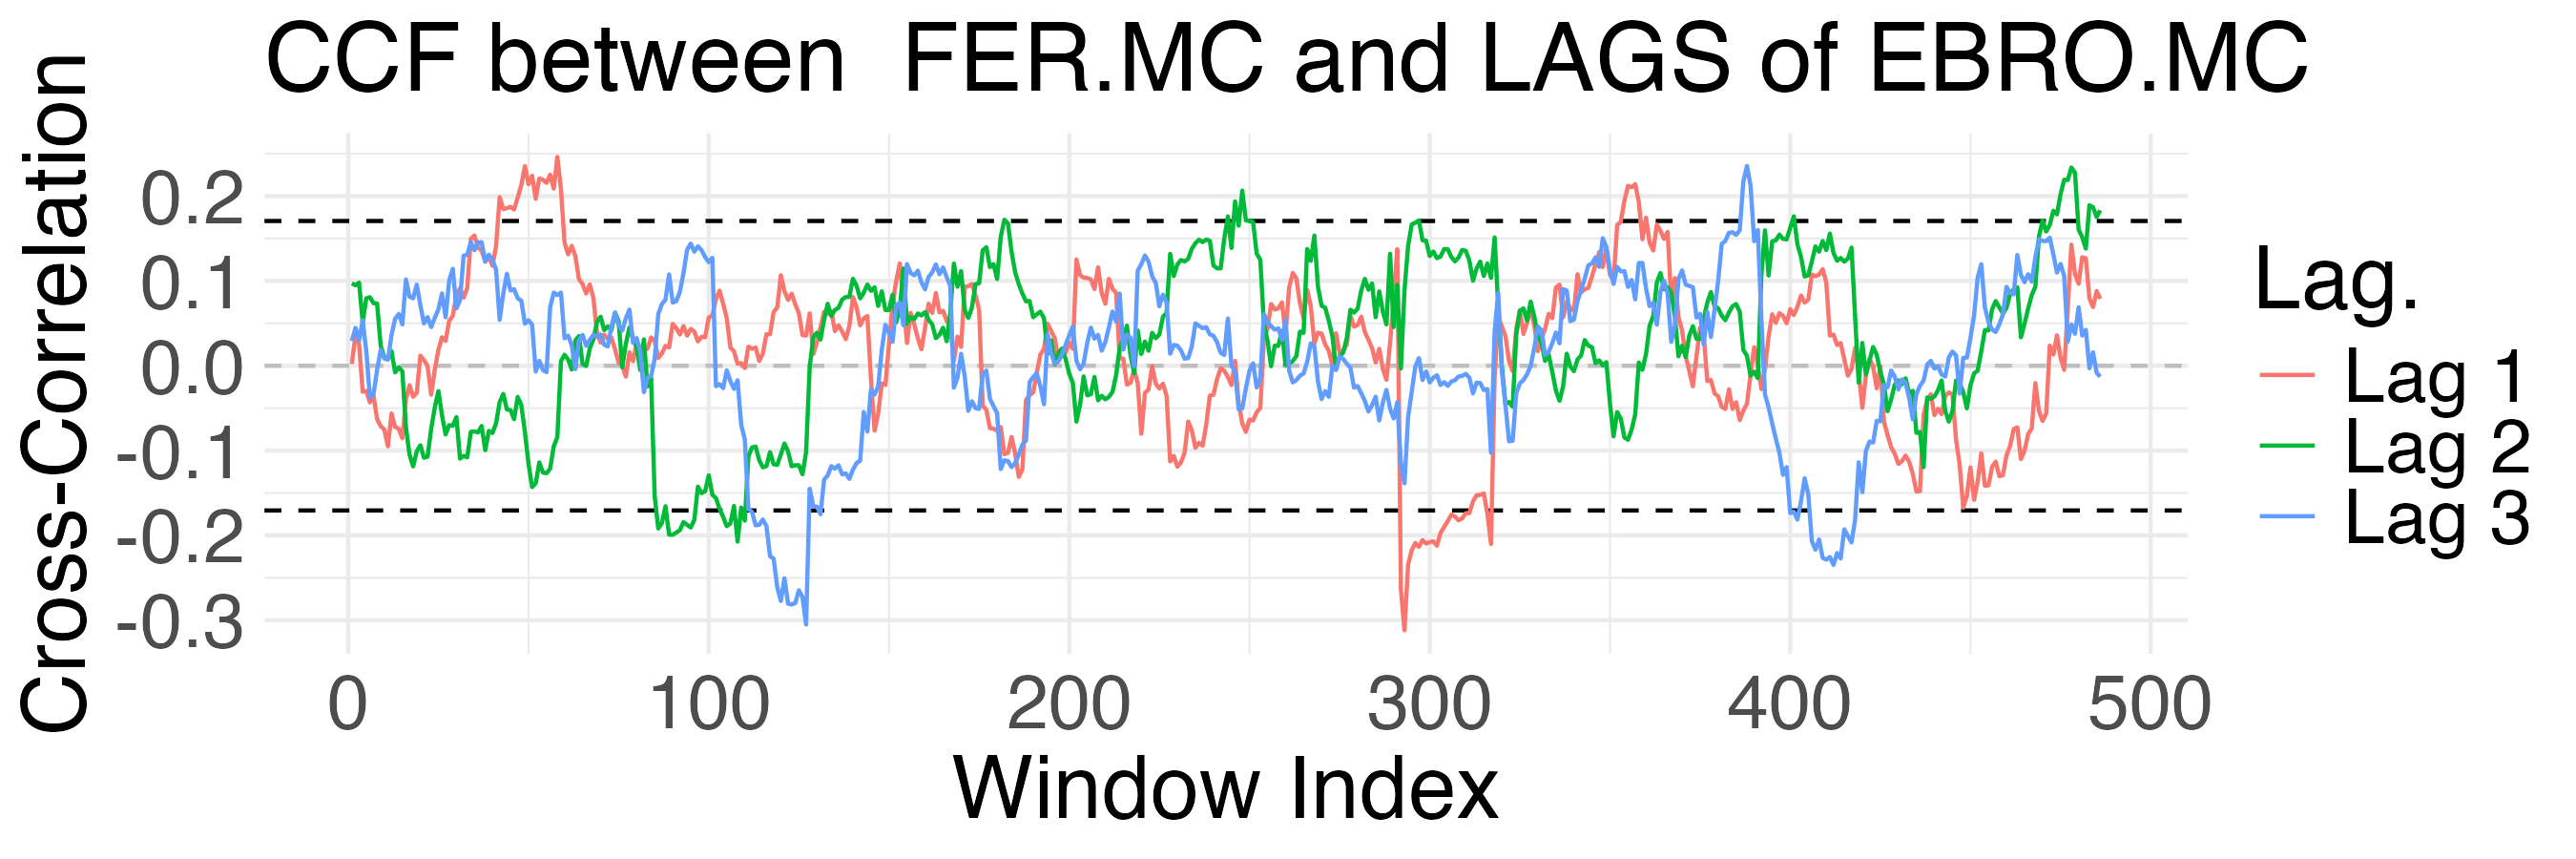 CCF between  FER.MC and LAGS of EBRO.MC
Cross-Correlation
0.2
0.1
0.0
-0.1
-0.2
-0.3
0 100 200 300 400 500
Window Index
Lag.
Lag 1
Lag 2
Lag 3